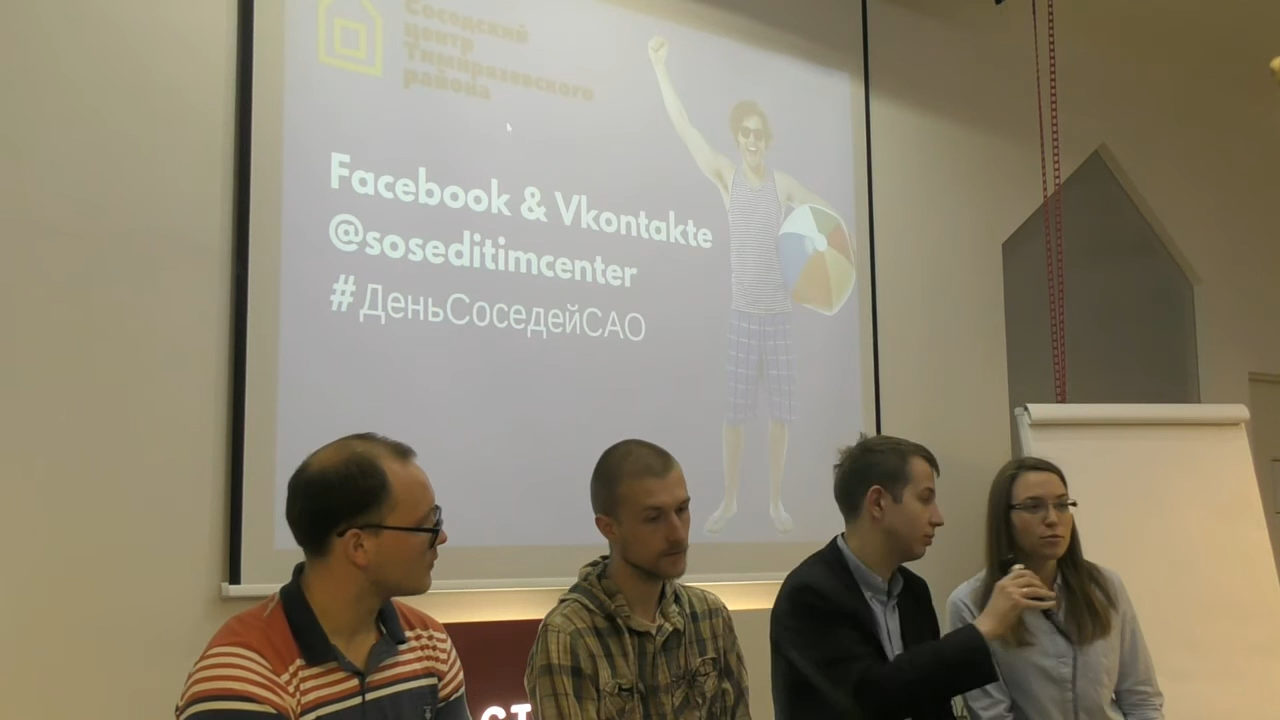 Соседский
центр
Тимирязевского
района
Facebook & Vkontakte
@soseditimcenter
#ДеньСоседейСАО